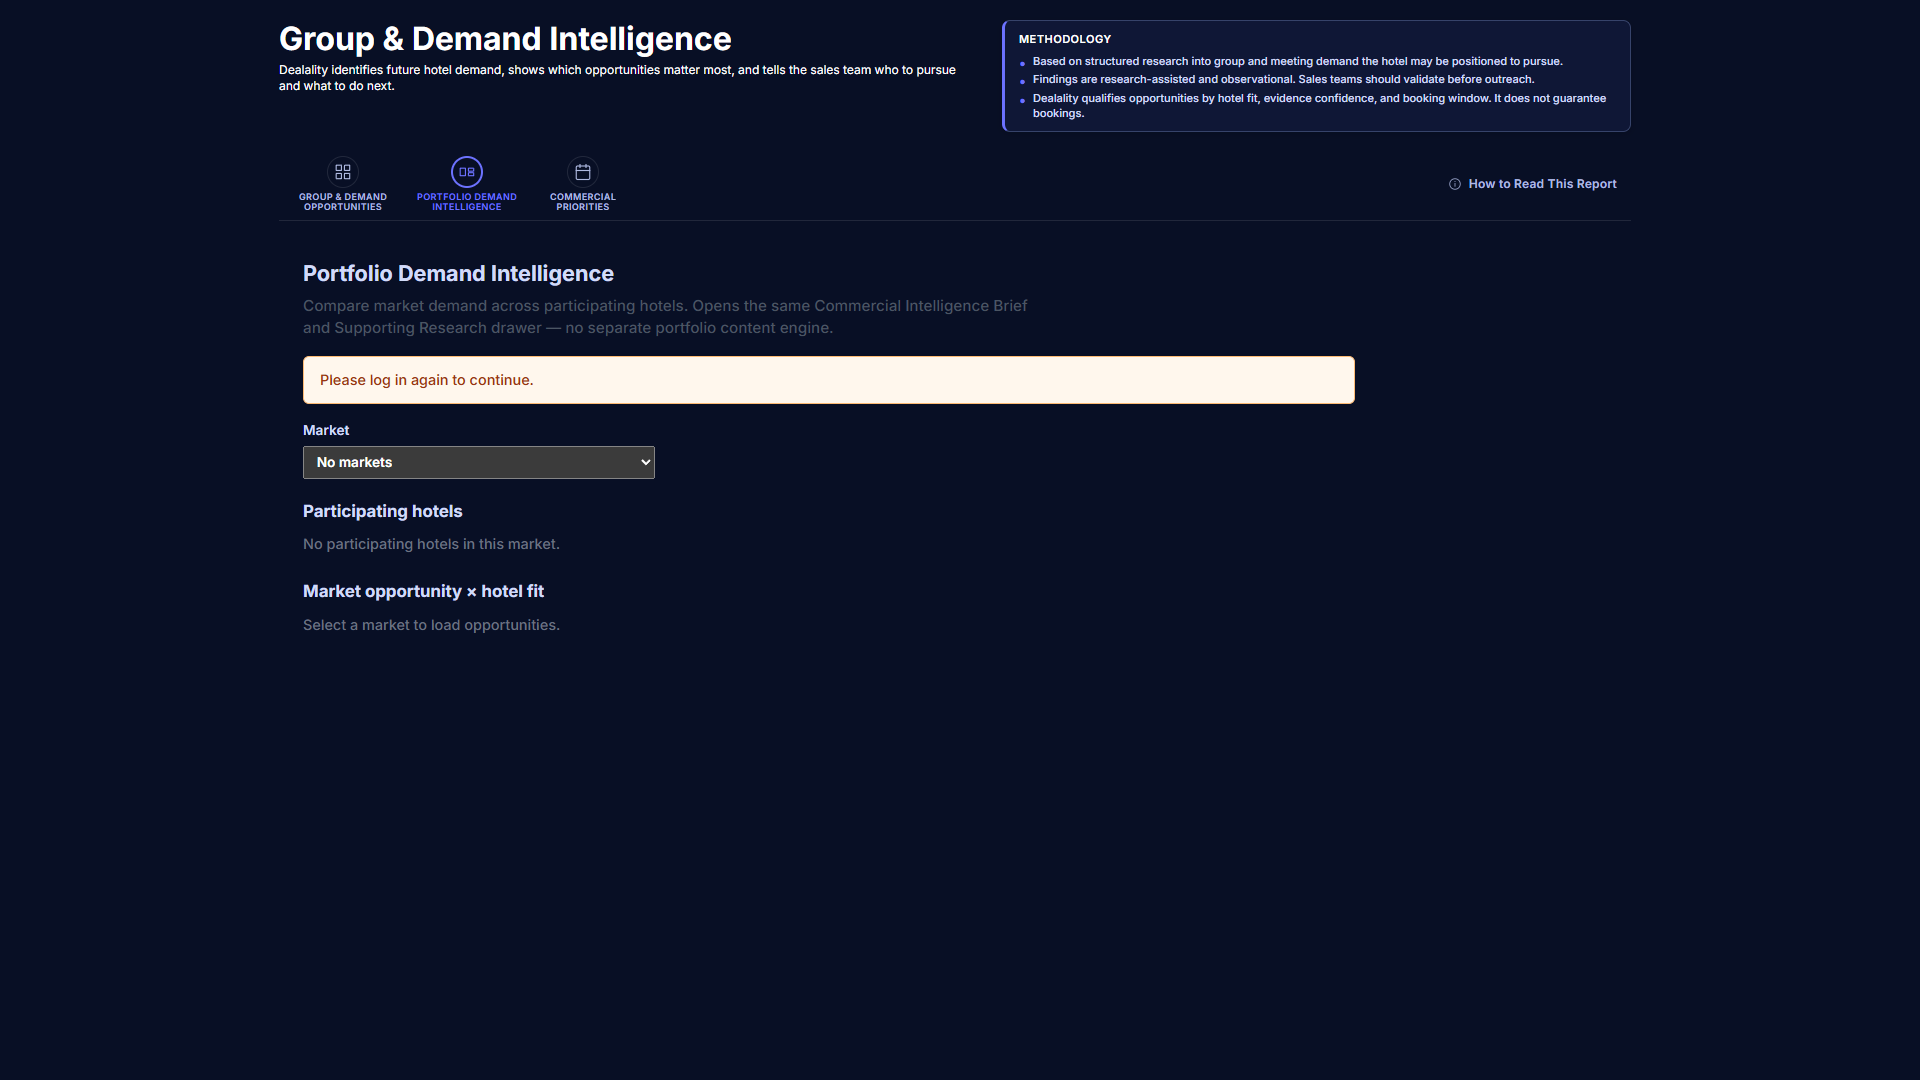 Group & Demand Intelligence
Dealality identifies future hotel demand, shows which opportunities matter most, and tells the sales team who to pursue
and what to do next.
METHODOLOGY
Based on structured research into group and meeting demand the hotel may be positioned to pursue.
Findings are research-assisted and observational. Sales teams should validate before outreach.
Dealality qualifies opportunities by hotel fit, evidence confidence, and booking window. It does not guarantee
bookings.
GROUP & DEMAND
OPPORTUNITIES
PORTFOLIO DEMAND
INTELLIGENCE
COMMERCIAL
PRIORITIES
How to Read This Report
Portfolio Demand Intelligence
Compare market demand across participating hotels. Opens the same Commercial Intelligence Brief
and Supporting Research drawer — no separate portfolio content engine.
Please log in again to continue.
Market
No markets
Participating hotels
No participating hotels in this market.
Market opportunity × hotel fit
Select a market to load opportunities.